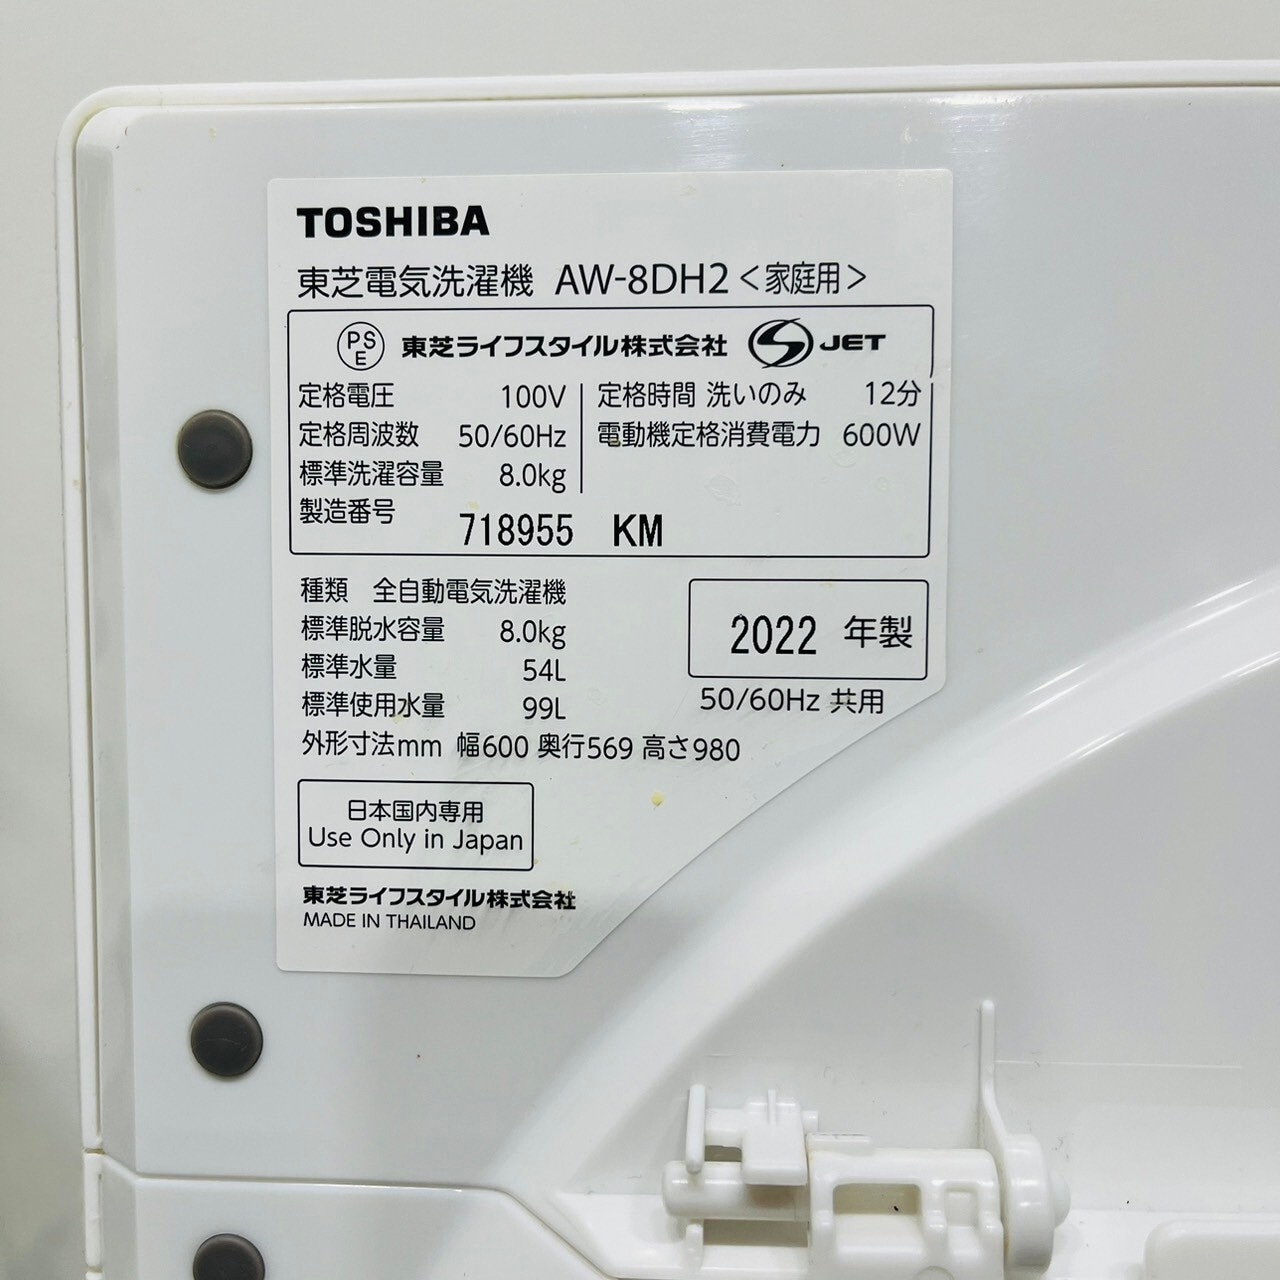 TOSHIBA
東芝電気洗濯機 AW-8DH2<家庭用>
PSE 東芝ライフスタイル株式会社 S JET
定格電圧 100V 定格時間 洗いのみ 12分
定格周波数 50/60Hz 電動機定格消費電力 600W
標準洗濯容量 8.0kg
製造番号 718955 KM
種類 全自動電気洗濯機
標準脱水容量 8.0kg
2022 年製
標準水量 54L
標準使用水量 99L
50/60Hz 共用
外形寸法mm 幅600 奥行569 高さ980
日本国内専用
Use Only in Japan
東芝ライフスタイル株式会社
MADE IN THAILAND